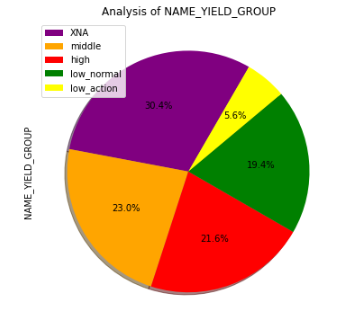 Analysis of NAME_YIELD_GROUP
XNA
middle
high
low_normal
low_action
30.4%
5.6%
19.4%
23.0%
21.6%
NAME_YIELD_GROUP